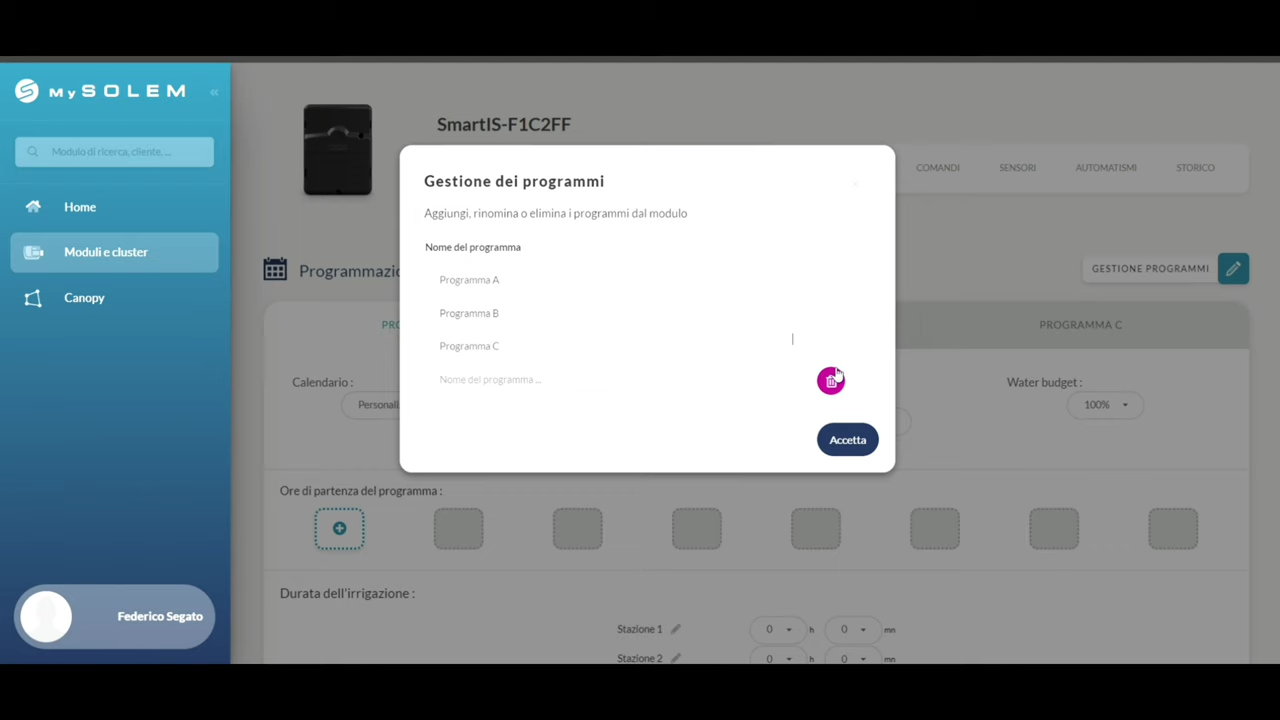 MySOLEM
«
SmartIS-F1C2FF
Modulo di ricerca, cliente, ...
COMANDI
SENSORI
AUTOMATISMI
STORICO
Home
Moduli e cluster
Canopy
Gestione dei programmi
Aggiungi, rinomina o elimina i programmi dal modulo
Nome del programma
Programma A
Programma B
Programma C
Nome del programma ...
Accetta
Programmazio
GESTIONE PROGRAMMI
PRO
PROGRAMMA C
Calendario :
Personali
Water budget :
100%
Ore di partenza del programma :
Durata dell'irrigazione :
Stazione 1
0
h
0
mn
Stazione 2
0
h
0
mn
Federico Segato